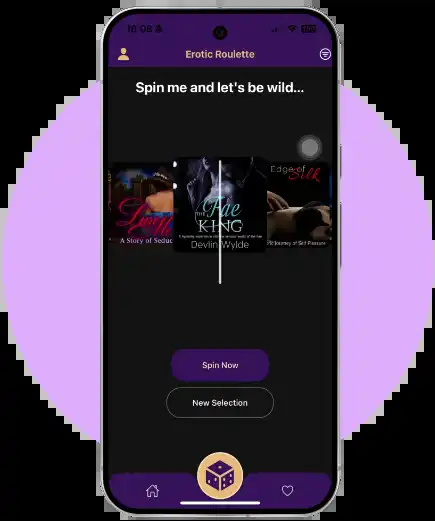 16:08
Erotic Roulette
Spin me and let's be wild...
A Story of Seduc
THE
Fae
KING
Devlin Wylde
Edge of
Silk
Journey of Self Pleasure
Spin Now
New Selection